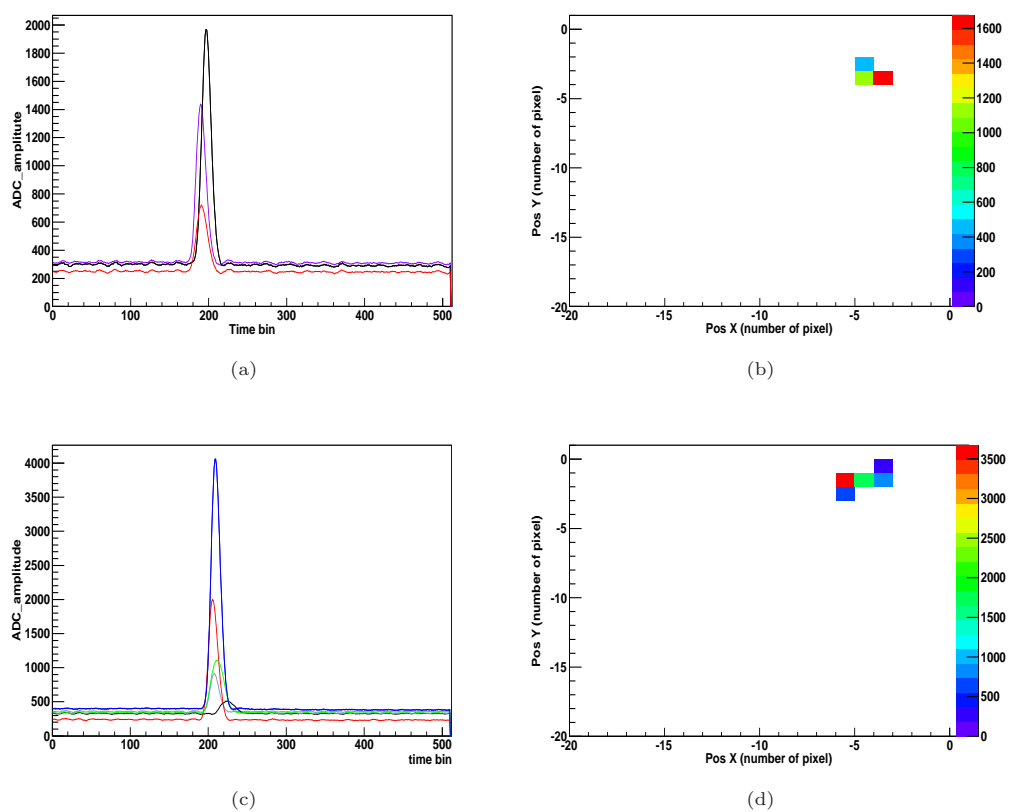 2000
1800
1600
1400
1200
1000
800
600
400
200
0
ADC_amplitute
0 100 200 300 400 500
Time bin
(a)
0
-5
-10
-15
-20
Pos Y (number of pixel)
-20 -15 -10 -5 0
Pos X (number of pixel)
1600
1400
1200
1000
800
600
400
200
0
(b)
4000
3500
3000
2500
2000
1500
1000
500
0
ADC_amplitude
0 100 200 300 400 500
time bin
(c)
0
-5
-10
-15
-20
Pos Y (number of pixel)
-20 -15 -10 -5 0
Pos X (number of pixel)
3500
3000
2500
2000
1500
1000
500
0
(d)